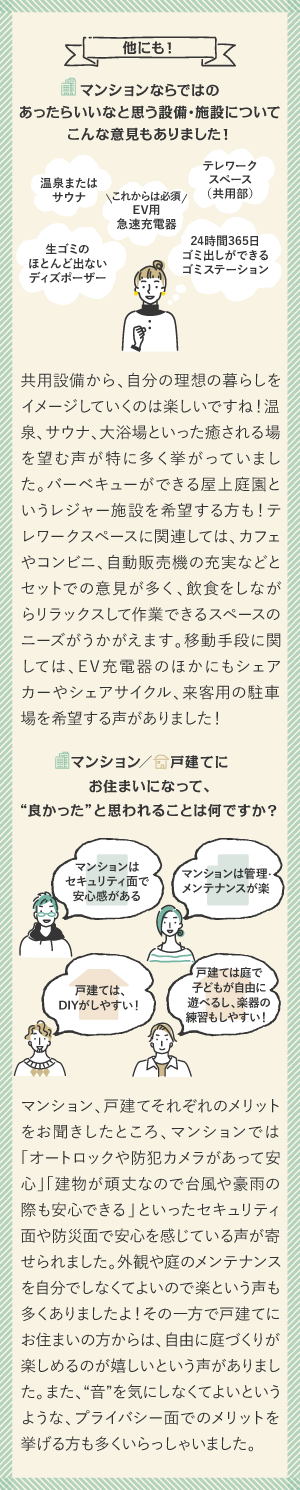 他にも！
マンションならではの
あったらいいなと思う設備・施設について
こんな意見もありました！
温泉または
サウナ
＼これからは必須／
EV用
急速充電器
テレワーク
スペース
（共用部）
生ゴミの
ほとんど出ない
ディズポーザー
24時間365日
ゴミ出しができる
ゴミステーション
共用設備から、自分の理想の暮らしを
イメージしていくのは楽しいですね！温
泉、サウナ、大浴場といった癒される場
を望む声が特に多く挙がっていまし
た。バーベキューができる屋上庭園と
いうレジャー施設を希望する方も！テ
レワークスペースに関連しては、カフェ
やコンビニ、自動販売機の充実などと
セットでの意見が多く、飲食をしなが
らリラックスして作業できるスペースの
ニーズがうかがえます。移動手段に関
しては、EV充電器のほかにもシェア
カーやシェアサイクル、来客用の駐車
場を希望する声がありました！
マンション／戸建てに
お住まいになって、
“良かった”と思われることは何ですか？
マンションは
セキュリティ面で
安心感がある
マンションは管理・
メンテナンスが楽
戸建ては、
DIYがしやすい！
戸建ては庭で
子どもが自由に
遊べるし、楽器の
練習もしやすい！
マンション、戸建てそれぞれのメリット
をお聞きしたところ、マンションでは
「オートロックや防犯カメラがあって安
心」「建物が頑丈なので台風や豪雨の
際も安心できる」といったセキュリティ
面や防災面で安心を感じている声が寄
せられました。外観や庭のメンテナンス
を自分でしなくてよいので楽という声も
多くありましたよ！その一方で戸建てに
お住まいの方からは、自由に庭づくりが
楽しめるのが嬉しいという声がありまし
た。また、“音”を気にしなくてよいという
ような、プライバシー面でのメリットを
挙げる方も多くいらっしゃいました。